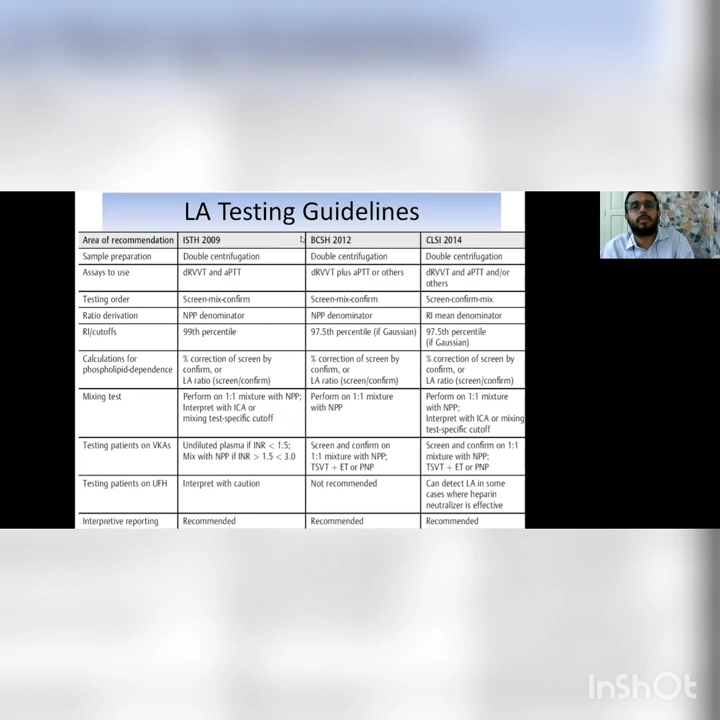 LA Testing Guidelines
Area of recommendation ISTH 2009 BCSH 2012 CLSI 2014
Sample preparation Double centrifugation Double centrifugation Double centrifugation
Assays to use dRVVT and aPTT dRVVT plus aPTT or others dRVVT and aPTT and/or
others
Testing order Screen-mix-confirm Screen-mix-confirm Screen-confirm-mix
Ratio derivation NPP denominator NPP denominator RI mean denominator
RI/cutoffs 99th percentile 97.5th percentile (if Gaussian) 97.5th percentile
(if Gaussian)
Calculations for % correction of screen by % correction of screen by % correction of screen by
phospholipid-dependence confirm, or confirm, or confirm, or
LA ratio (screen/confirm) LA ratio (screen/confirm) LA ratio (screen/confirm)
Mixing test Perform on 1:1 mixture with NPP; Perform on 1:1 mixture Perform on 1:1 mixture
Interpret with ICA or with NPP with NPP;
mixing test-specific cutoff Interpret with ICA or mixing
test-specific cutoff
Testing patients on VKAs Undiluted plasma if INR < 1.5; Screen and confirm on Screen and confirm on 1:1
Mix with NPP if INR > 1.5 < 3.0 1:1 mixture with NPP; mixture with NPP;
TSVT + ET or PNP TSVT + ET or PNP
Testing patients on UFH Interpret with caution Not recommended Can detect LA in some
cases where heparin
neutralizer is effective
Interpretive reporting Recommended Recommended Recommended
InShOt